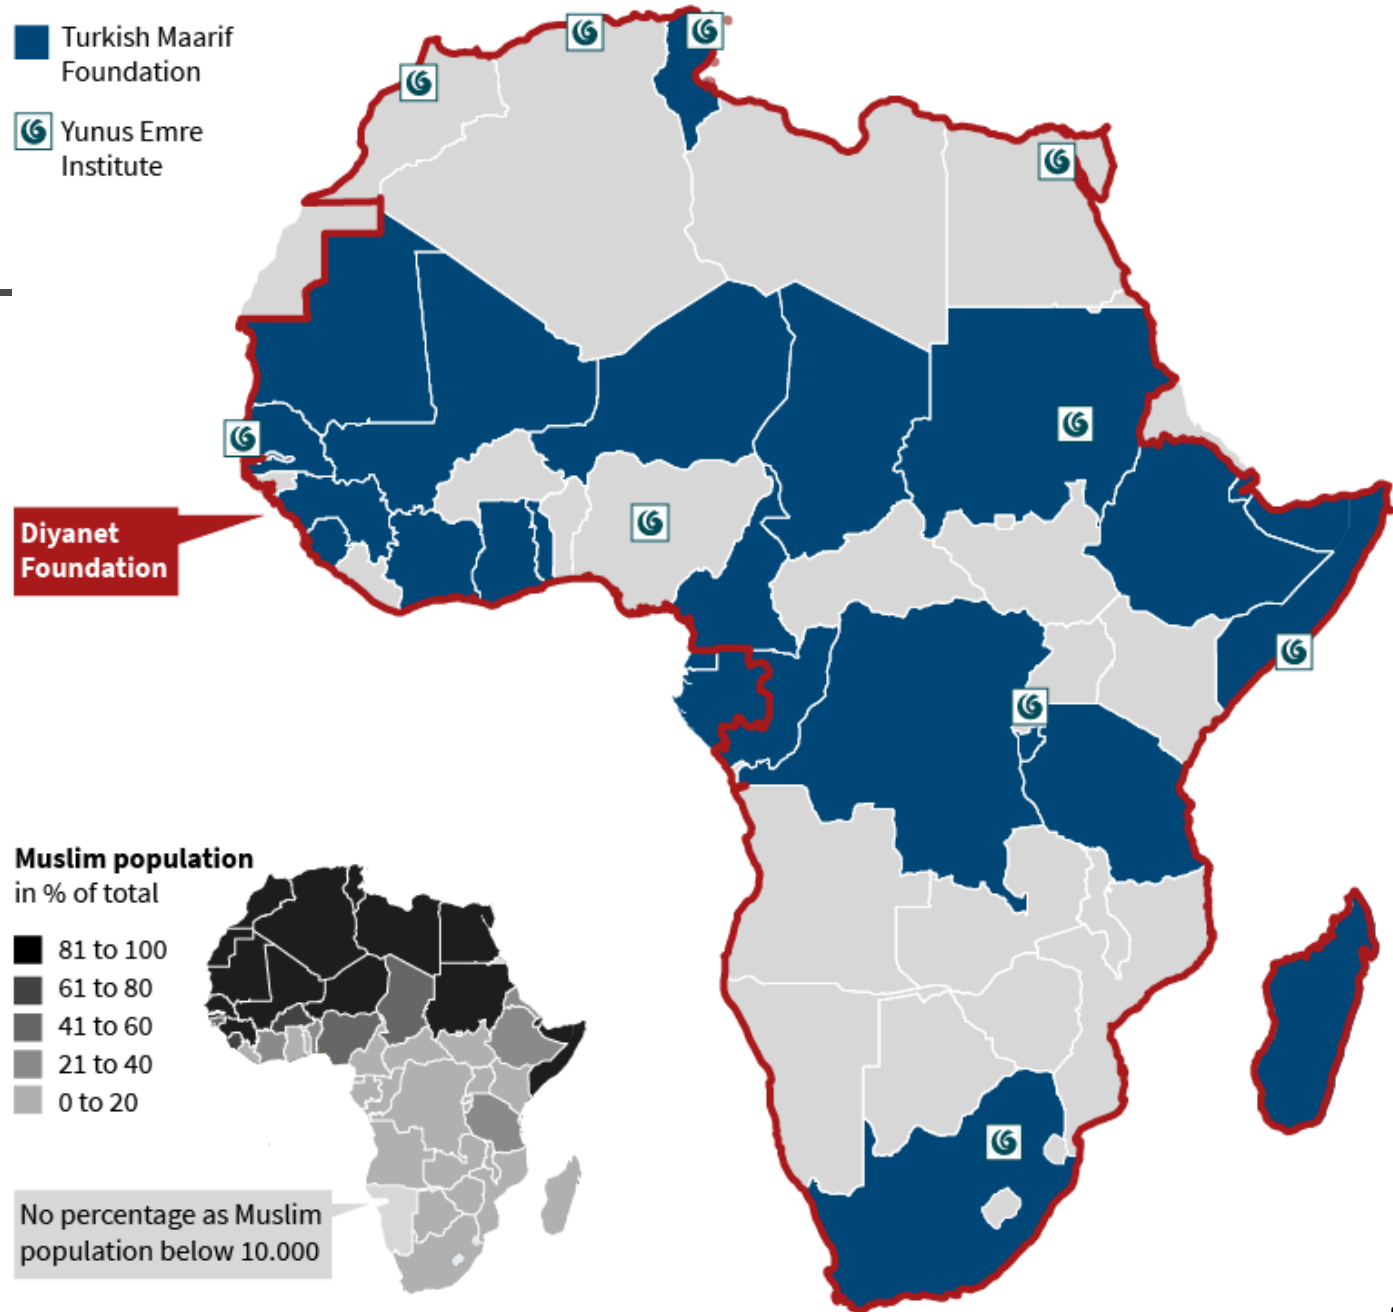 Turkish Maarif
Foundation
Yunus Emre
Institute
Diyanet
Foundation
Muslim population
in % of total
81 to 100
61 to 80
41 to 60
21 to 40
0 to 20
No percentage as Muslim
population below 10.000